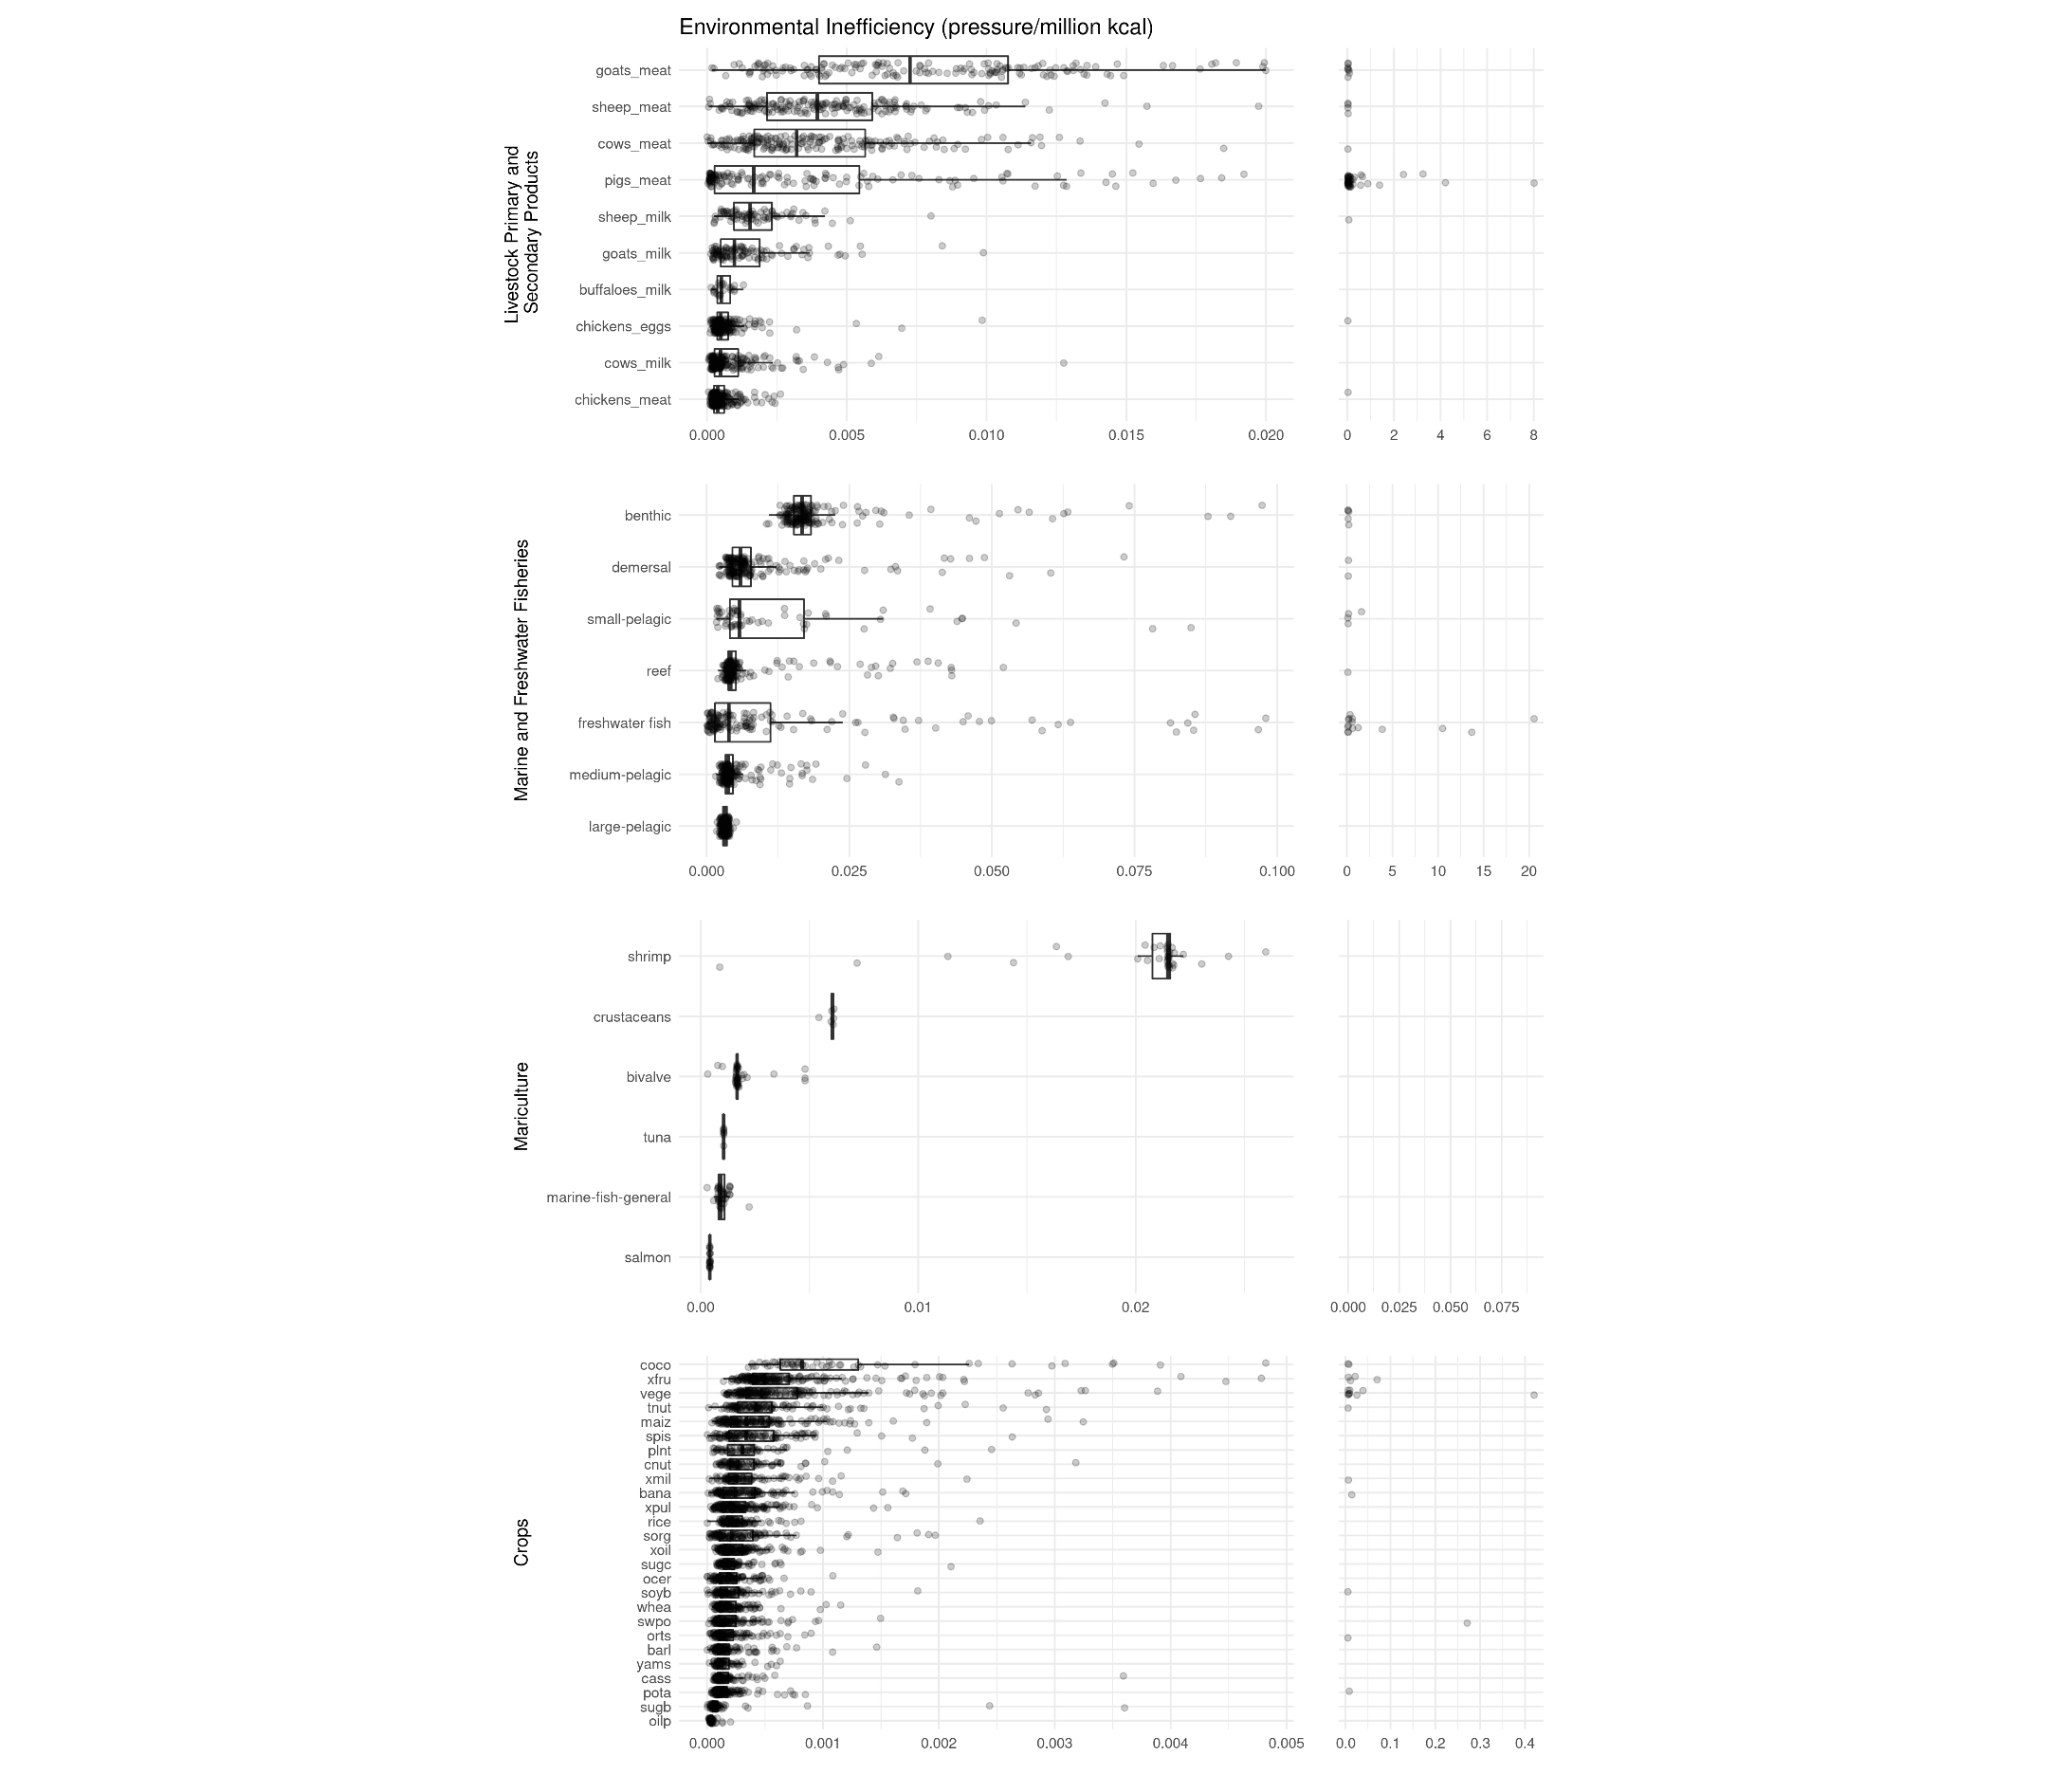 Environmental Inefficiency (pressure/million kcal)
Livestock Primary and
Secondary Products
goats_meat
sheep_meat
cows_meat
pigs_meat
sheep_milk
goats_milk
buffaloes_milk
chickens_eggs
cows_milk
chickens_meat
0.000 0.005 0.010 0.015 0.020 0 2 4 6 8
Marine and Freshwater Fisheries
benthic
demersal
small-pelagic
reef
freshwater fish
medium-pelagic
large-pelagic
0.000 0.025 0.050 0.075 0.100 0 5 10 15 20
Mariculture
shrimp
crustaceans
bivalve
tuna
marine-fish-general
salmon
0.00 0.01 0.02 0.000 0.025 0.050 0.075
Crops
coco
xfru
vege
tnut
maiz
spis
plnt
cnut
xmil
bana
xpul
rice
sorg
xoil
sugc
ocer
soyb
whea
swpo
orts
barl
yams
cass
pota
sugb
oilp
0.000 0.001 0.002 0.003 0.004 0.005 0.0 0.1 0.2 0.3 0.4